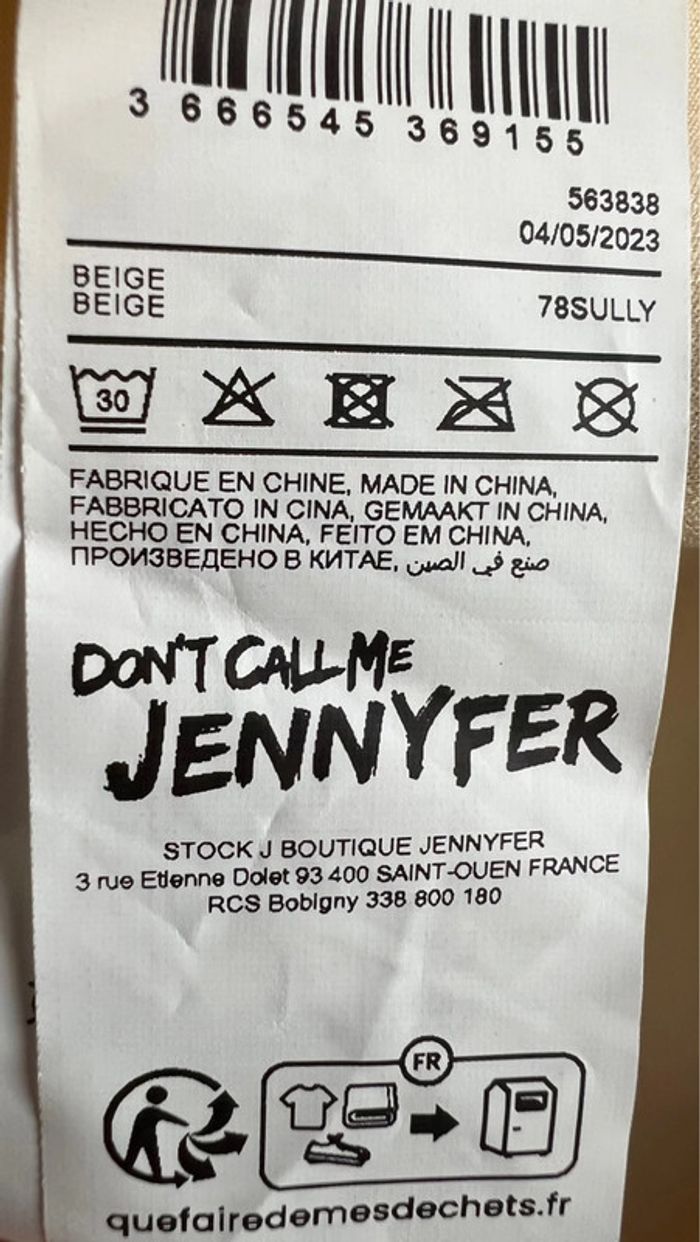 3 666545 369155
563838
04/05/2023
BEIGE
BEIGE
78SULLY
30
FABRIQUE EN CHINE, MADE IN CHINA,
FABBRICATO IN CINA, GEMAAKT IN CHINA,
HECHO EN CHINA, FEITO EM CHINA,
ПРОИЗВЕДЕНО В КИТАЕ, صنع في الصين
DON'T CALL ME
JENNYFER
STOCK J BOUTIQUE JENNYFER
3 rue Etienne Dolet 93 400 SAINT-OUEN FRANCE
RCS Bobigny 338 800 180
FR
quefairedemesdechets.fr